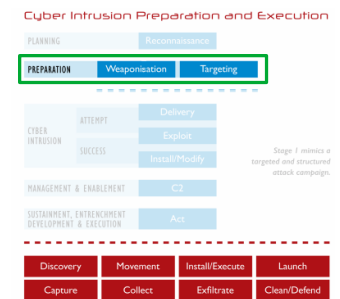 Cyber Intrusion Preparation and Execution
PLANNING Reconnaissance
PREPARATION Weaponisation Targeting
CYBER INTRUSION
ATTEMPT
Delivery
Exploit
SUCCESS
Install/Modify
Stage 1 mimics a
targeted and structured
attack campaign.
MANAGEMENT & ENABLEMENT C2
SUSTAINMENT, ENTRENCHMENT
DEVELOPMENT & EXECUTION
Act
Discovery Movement Install/Execute Launch
Capture Collect Exfiltrate Clean/Defend